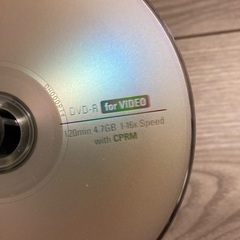 DVD-R for VIDEO
120min 4.7GB 1-16x Speed
with CPRM